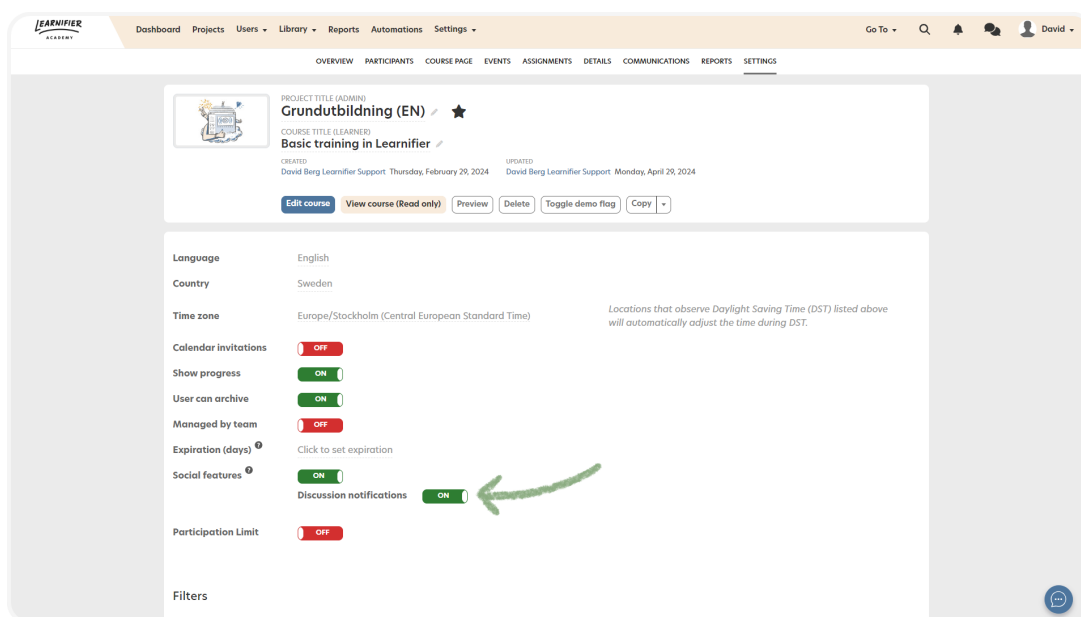 LEARNIFIER
ACADEMY
Dashboard Projects Users Library Reports Automations Settings Go To David
OVERVIEW PARTICIPANTS COURSE PAGE EVENTS ASSIGNMENTS DETAILS COMMUNICATIONS REPORTS SETTINGS
PROJECT TITLE (ADMIN)
Grundutbildning (EN)
COURSE TITLE (LEARNER)
Basic training in Learnifier
CREATED UPDATED
David Berg Learnifier Support Thursday, February 29, 2024 David Berg Learnifier Support Monday, April 29, 2024
Edit course View course (Read only) Preview Delete Toggle demo flag Copy
Language English
Country Sweden
Time zone Europe/Stockholm (Central European Standard Time) Locations that observe Daylight Saving Time (DST) listed above
will automatically adjust the time during DST.
Calendar invitations OFF
Show progress ON
User can archive ON
Managed by team OFF
Expiration (days) ? Click to set expiration
Social features ? ON
Discussion notifications ON
Participation Limit OFF
Filters